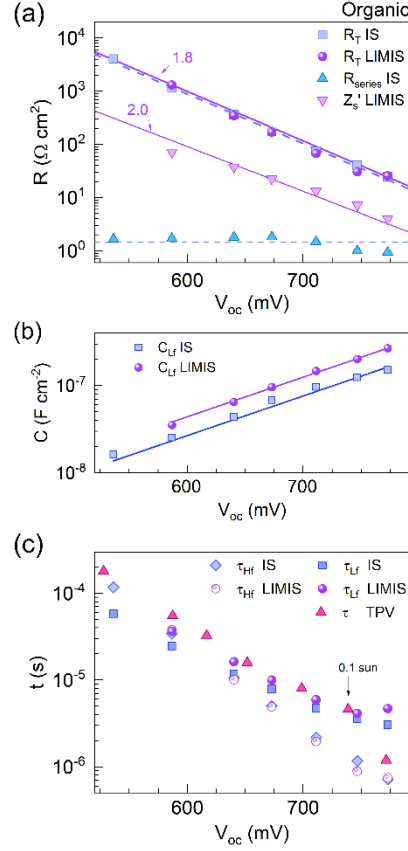 Organic
(a)
R_T IS
R_T LIMIS
R_series IS
Z_s' LIMIS
1.8
2.0
10^4
10^3
10^2
10^1
10^0
R (Ω cm^2)
600
700
V_oc (mV)
(b)
C_Lf IS
C_Lf LIMIS
10^-7
10^-8
C (F cm^-2)
600
700
V_oc (mV)
(c)
τ_Hf IS
τ_Lf IS
τ_Hf LIMIS
τ_Lf LIMIS
τ TPV
0.1 sun
10^-4
10^-5
10^-6
t (s)
600
700
V_oc (mV)